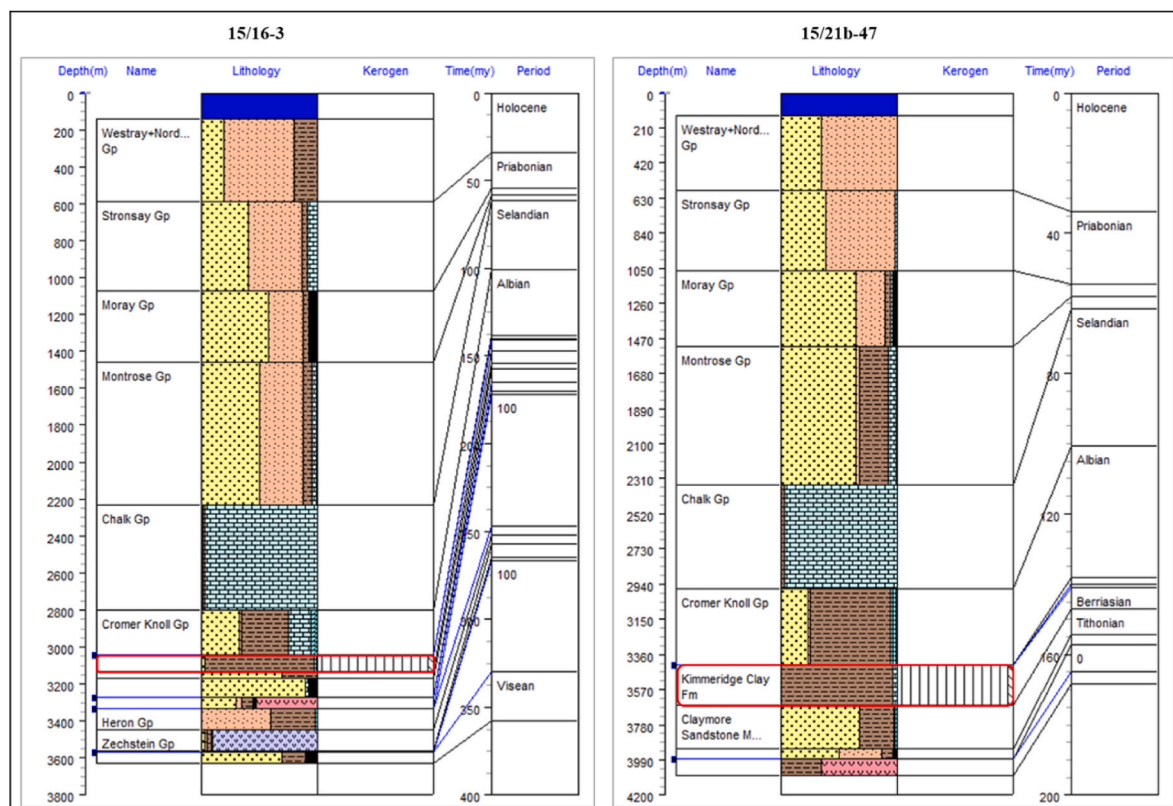 15/16-3
Depth(m) Name Lithology Kerogen Time(my) Period
0
200
400
600
800
1000
1200
1400
1600
1800
2000
2200
2400
2600
2800
3000
3200
3400
3600
3800
Westray+Nord...
Gp
Stronsay Gp
Moray Gp
Montrose Gp
Chalk Gp
Cromer Knoll Gp
Heron Gp
Zechstein Gp
0
50
100
150
200
250
300
350
400
Holocene
Priabonian
Selandian
Albian
100
100
Visean
15/21b-47
Depth(m) Name Lithology Kerogen Time(my) Period
0
210
420
630
840
1050
1260
1470
1680
1890
2100
2310
2520
2730
2940
3150
3360
3570
3780
3990
4200
Westray+Nord...
Gp
Stronsay Gp
Moray Gp
Montrose Gp
Chalk Gp
Cromer Knoll Gp
Kimmeridge Clay
Fm
Claymore
Sandstone M...
0
40
80
120
160
200
Holocene
Priabonian
Selandian
Albian
Berriasian
Tithonian
0